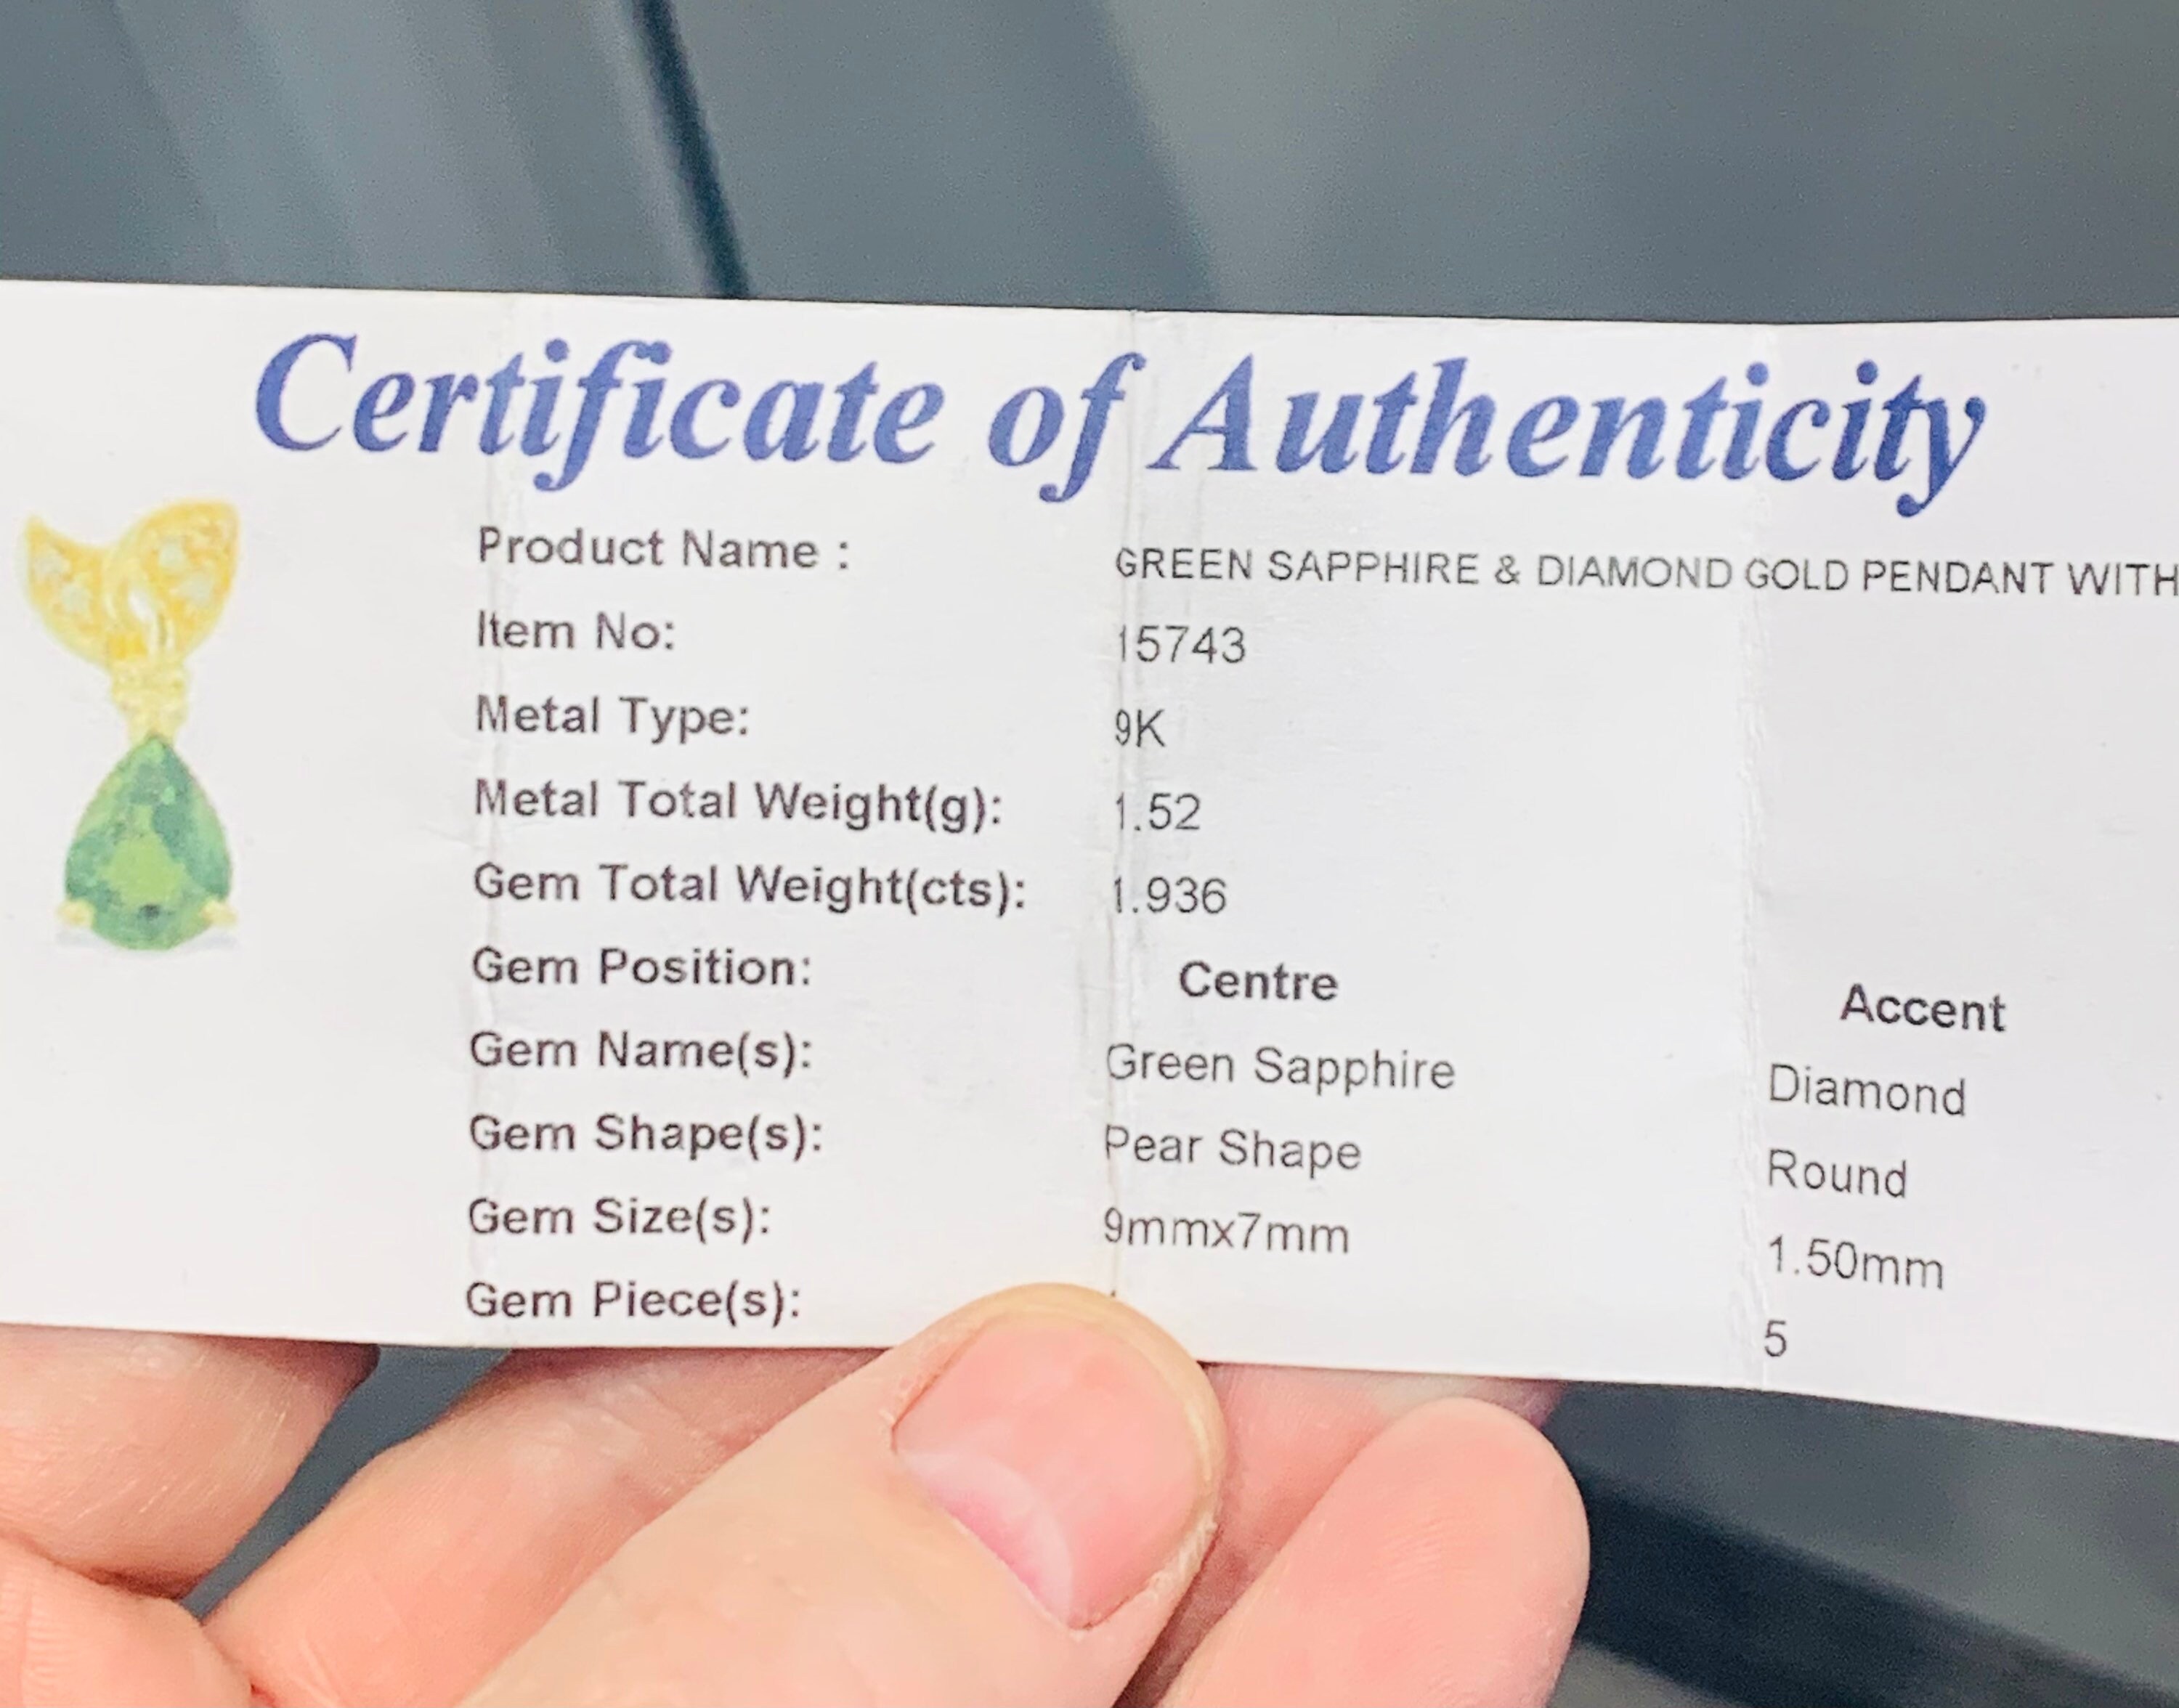 Certificate of Authenticity
Product Name : GREEN SAPPHIRE & DIAMOND GOLD PENDANT WITH
Item No: 15743
Metal Type: 9K
Metal Total Weight(g): 1.52
Gem Total Weight(cts): 1.936
Gem Position: Centre Accent
Gem Name(s): Green Sapphire Diamond
Gem Shape(s): Pear Shape Round
Gem Size(s): 9mmx7mm 1.50mm
Gem Piece(s): 5